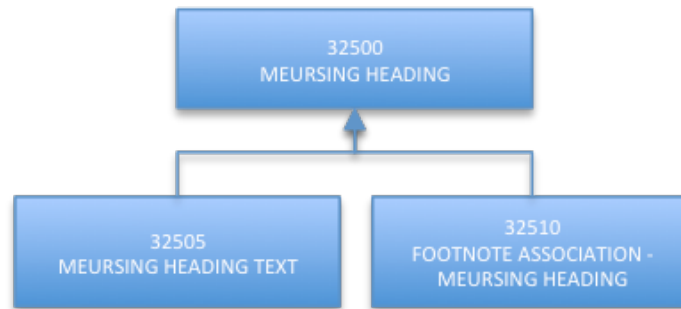 32500
MEURSING HEADING
32505
MEURSING HEADING TEXT
32510
FOOTNOTE ASSOCIATION -
MEURSING HEADING